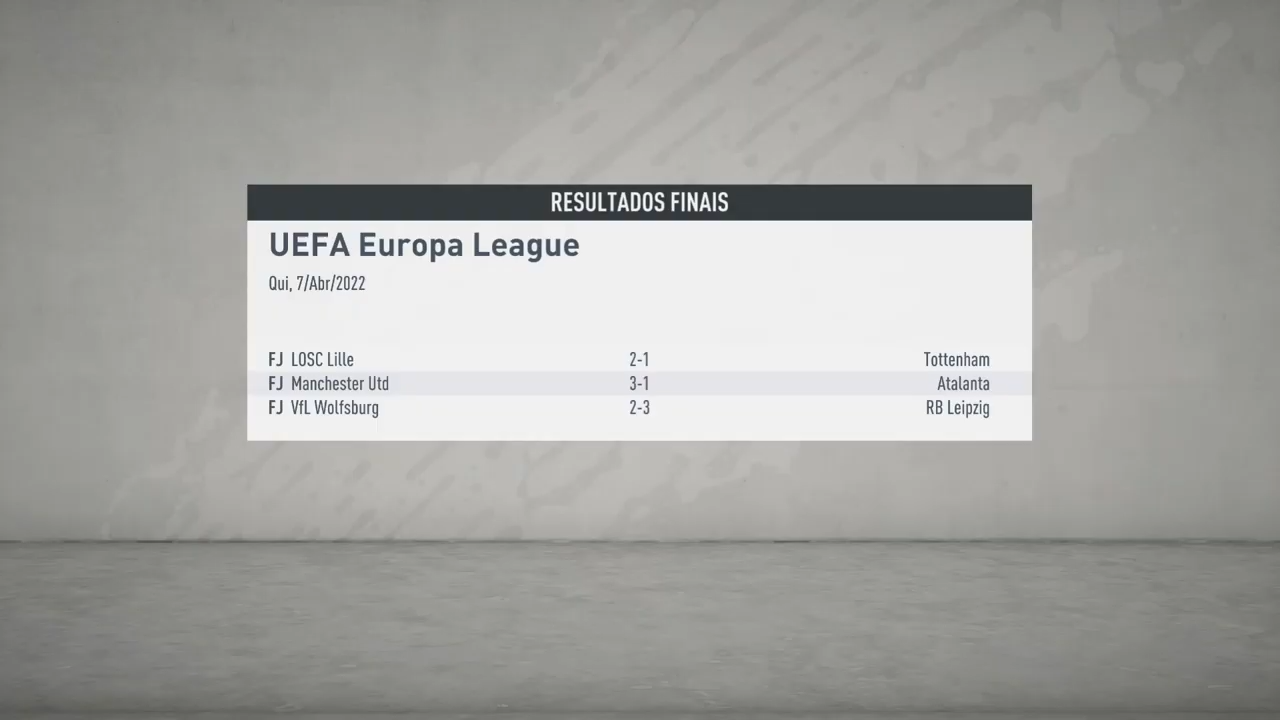 RESULTADOS FINAIS
UEFA Europa League
Qui, 7/Abr/2022
FJ LOSC Lille 2-1 Tottenham
FJ Manchester Utd 3-1 Atalanta
FJ VfL Wolfsburg 2-3 RB Leipzig